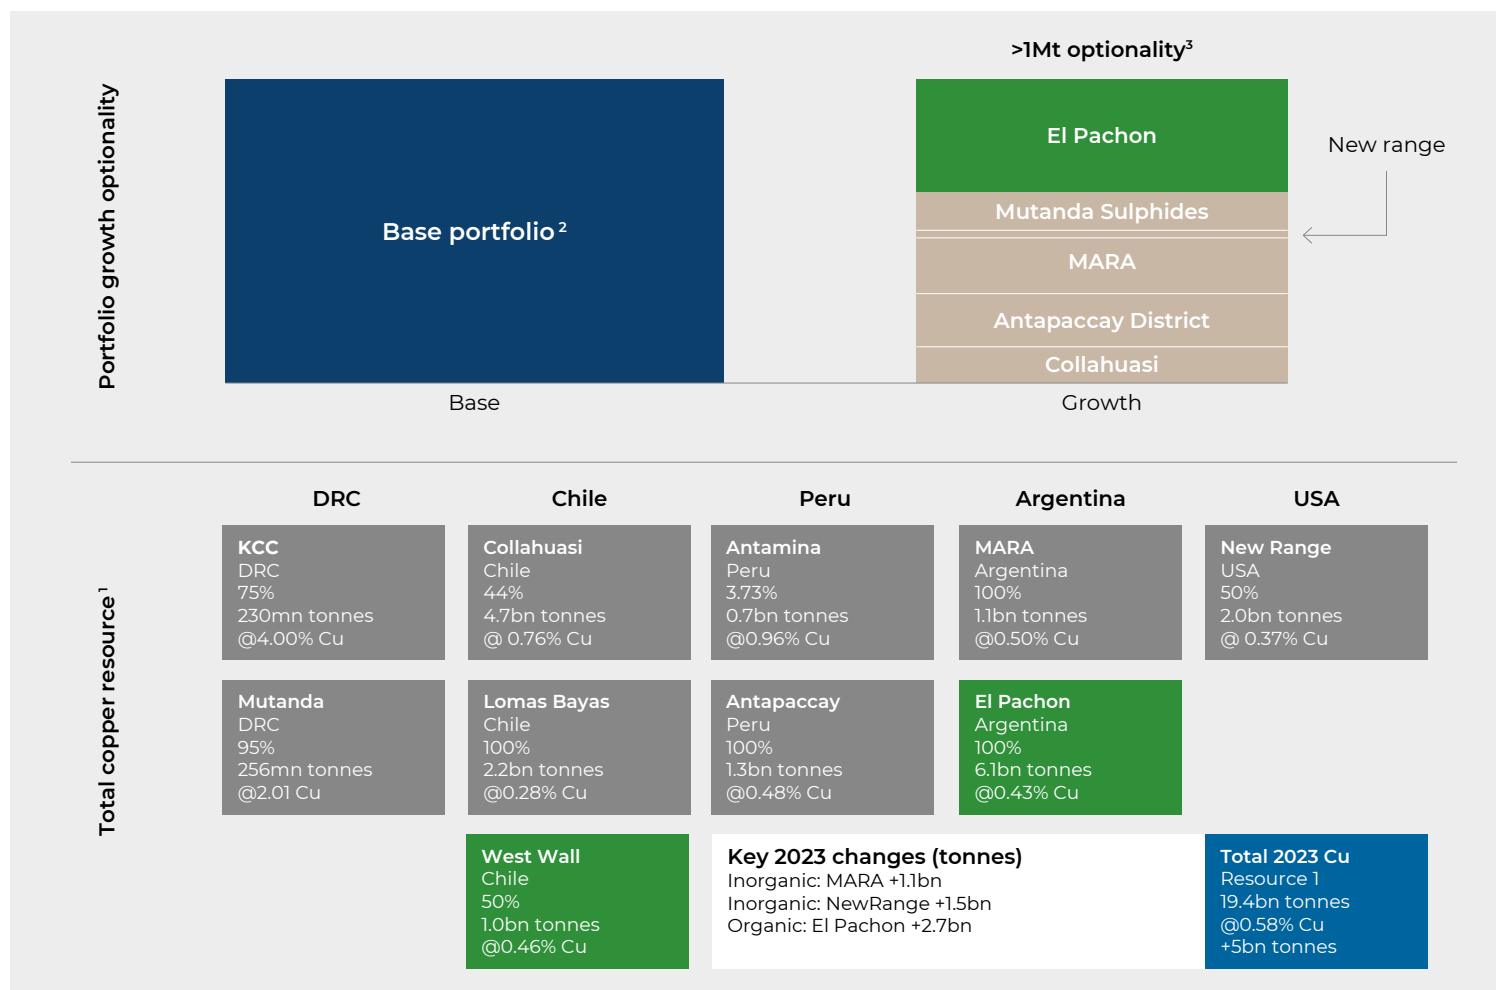 Portfolio growth optionality
>1Mt optionality³
Base portfolio ²
El Pachon
Mutanda Sulphides
MARA
Antapaccay District
Collahuasi
New range
Base
Growth
Total copper resource¹
DRC
KCC
DRC
75%
230mn tonnes
@4.00% Cu
Mutanda
DRC
95%
256mn tonnes
@2.01 Cu
Chile
Collahuasi
Chile
44%
4.7bn tonnes
@ 0.76% Cu
Lomas Bayas
Chile
100%
2.2bn tonnes
@0.28% Cu
West Wall
Chile
50%
1.0bn tonnes
@0.46% Cu
Peru
Antamina
Peru
3.73%
0.7bn tonnes
@0.96% Cu
Antapaccay
Peru
100%
1.3bn tonnes
@0.48% Cu
Argentina
MARA
Argentina
100%
1.1bn tonnes
@0.50% Cu
El Pachon
Argentina
100%
6.1bn tonnes
@0.43% Cu
USA
New Range
USA
50%
2.0bn tonnes
@ 0.37% Cu
Key 2023 changes (tonnes)
Inorganic: MARA +1.1bn
Inorganic: NewRange +1.5bn
Organic: El Pachon +2.7bn
Total 2023 Cu
Resource 1
19.4bn tonnes
@0.58% Cu
+5bn tonnes